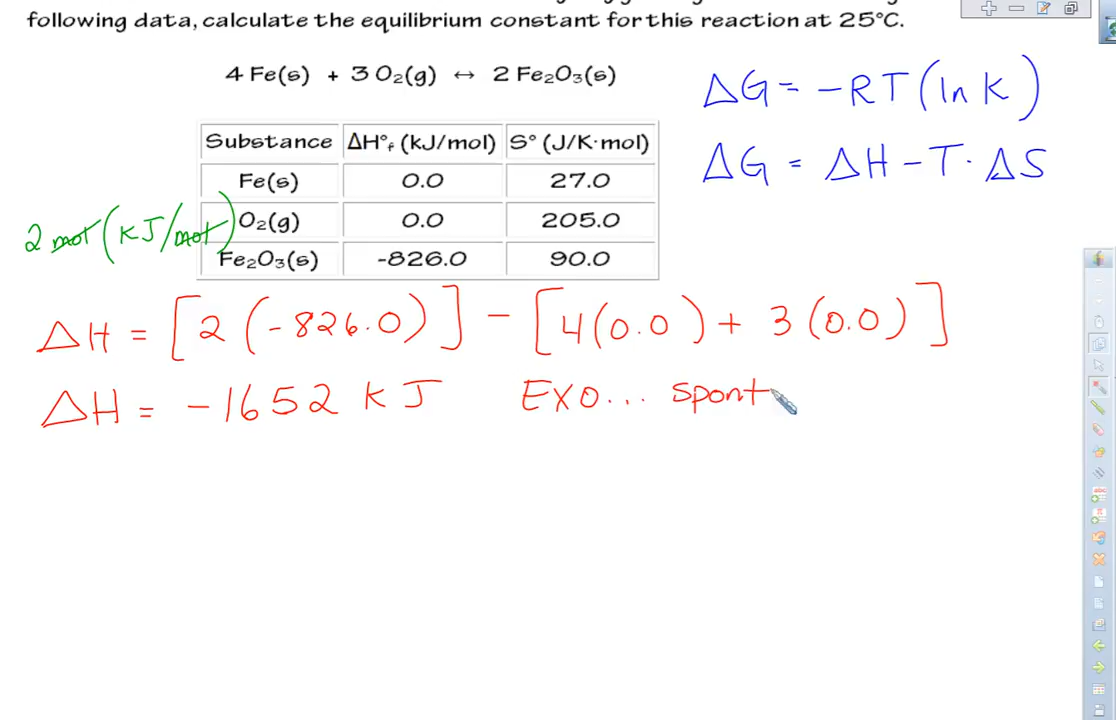 following data, calculate the equilibrium constant for this reaction at 25°C.
4 Fe(s) + 3 O₂(g) ↔ 2 Fe₂O₃(s)
ΔG = -RT(ln K)
ΔG = ΔH - T·ΔS
Substance ΔH°f (kJ/mol) S° (J/K·mol)
Fe(s) 0.0 27.0
O₂(g) 0.0 205.0
Fe₂O₃(s) -826.0 90.0
2 mol (KJ/mol)
ΔH = [2(-826.0)] - [4(0.0) + 3(0.0)]
ΔH = -1652 KJ EXO... spont